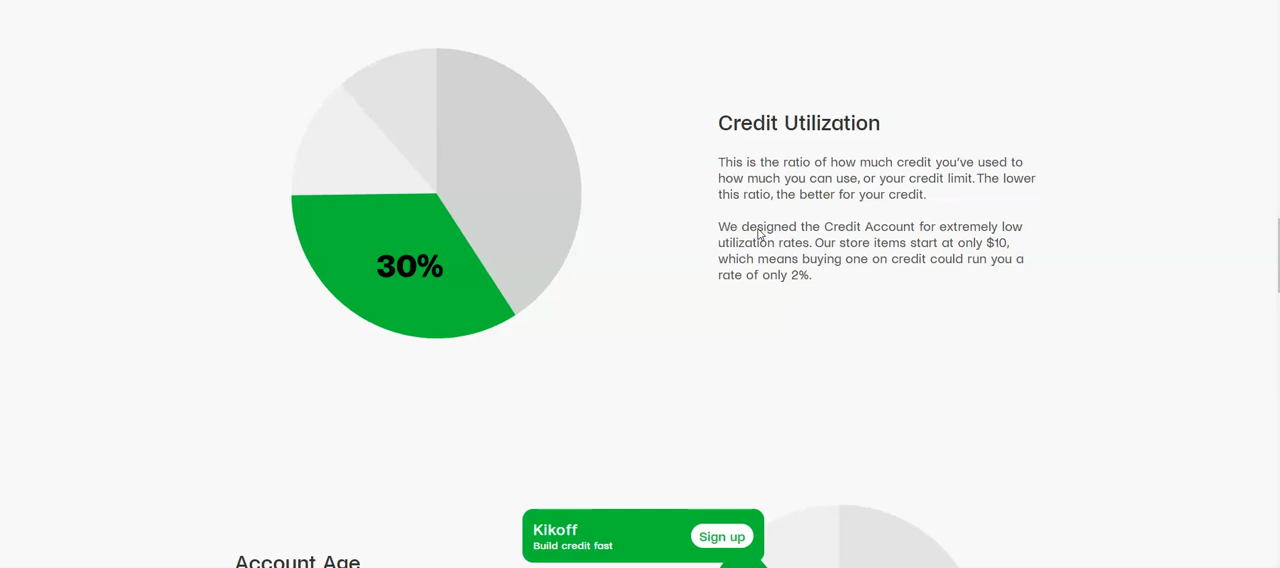 Credit Utilization
This is the ratio of how much credit you've used to
how much you can use, or your credit limit. The lower
this ratio, the better for your credit.
We designed the Credit Account for extremely low
utilization rates. Our store items start at only $10,
which means buying one on credit could run you a
rate of only 2%.
30%
Kikoff
Build credit fast
Sign up
Account Age